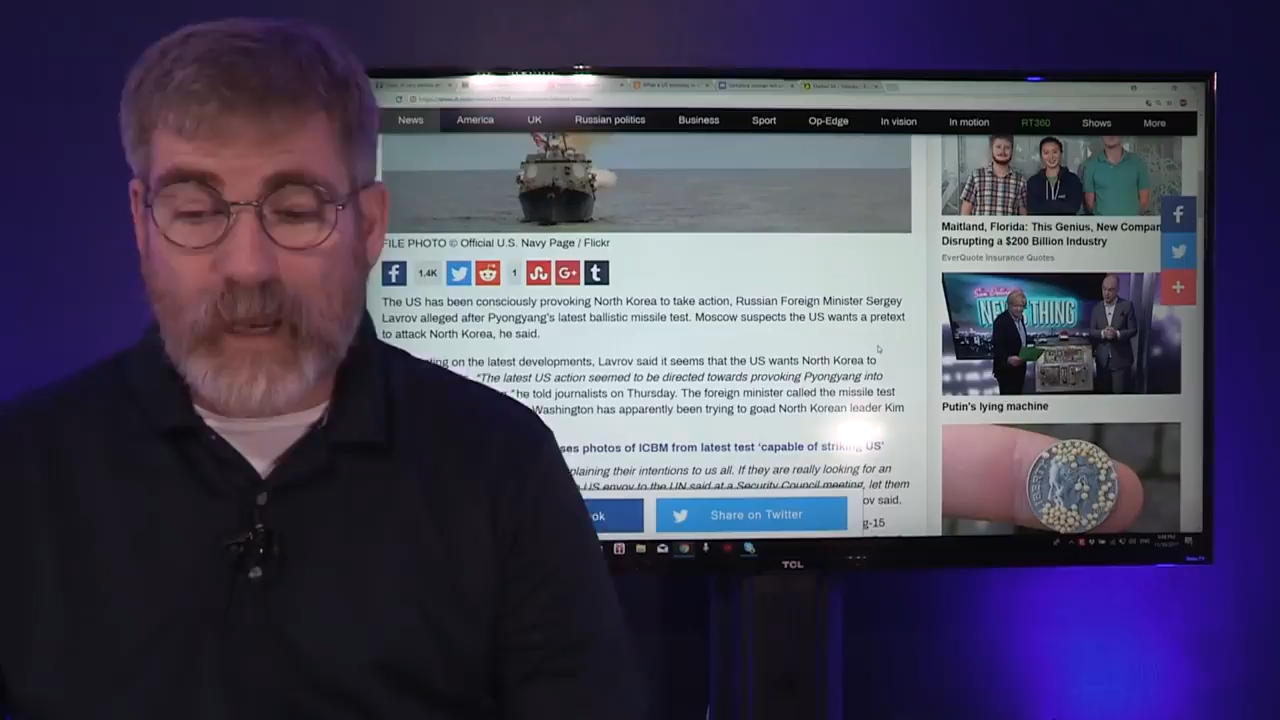 News America UK Russian politics Business Sport Op-Edge In vision In motion RT360 Shows More
FILE PHOTO © Official U.S. Navy Page / Flickr
1.4K 1 G+ t
The US has been consciously provoking North Korea to take action, Russian Foreign Minister Sergey
Lavrov alleged after Pyongyang's latest ballistic missile test. Moscow suspects the US wants a pretext
to attack North Korea, he said.
on the latest developments, Lavrov said it seems that the US wants North Korea to
"The latest US action seemed to be directed towards provoking Pyongyang into
" he told journalists on Thursday. The foreign minister called the missile test
Washington has apparently been trying to goad North Korean leader Kim
ses photos of ICBM from latest test 'capable of striking US'
plaining their intentions to us all. If they are really looking for an
US envoy to the UN said at a Security Council meeting, let them
ov said.
g-15
ok
Share on Twitter
Maitland, Florida: This Genius, New Compan
Disrupting a $200 Billion Industry
EverQuote Insurance Quotes
NEWS THING
Putin's lying machine
LIBERTY
f
+
TCL